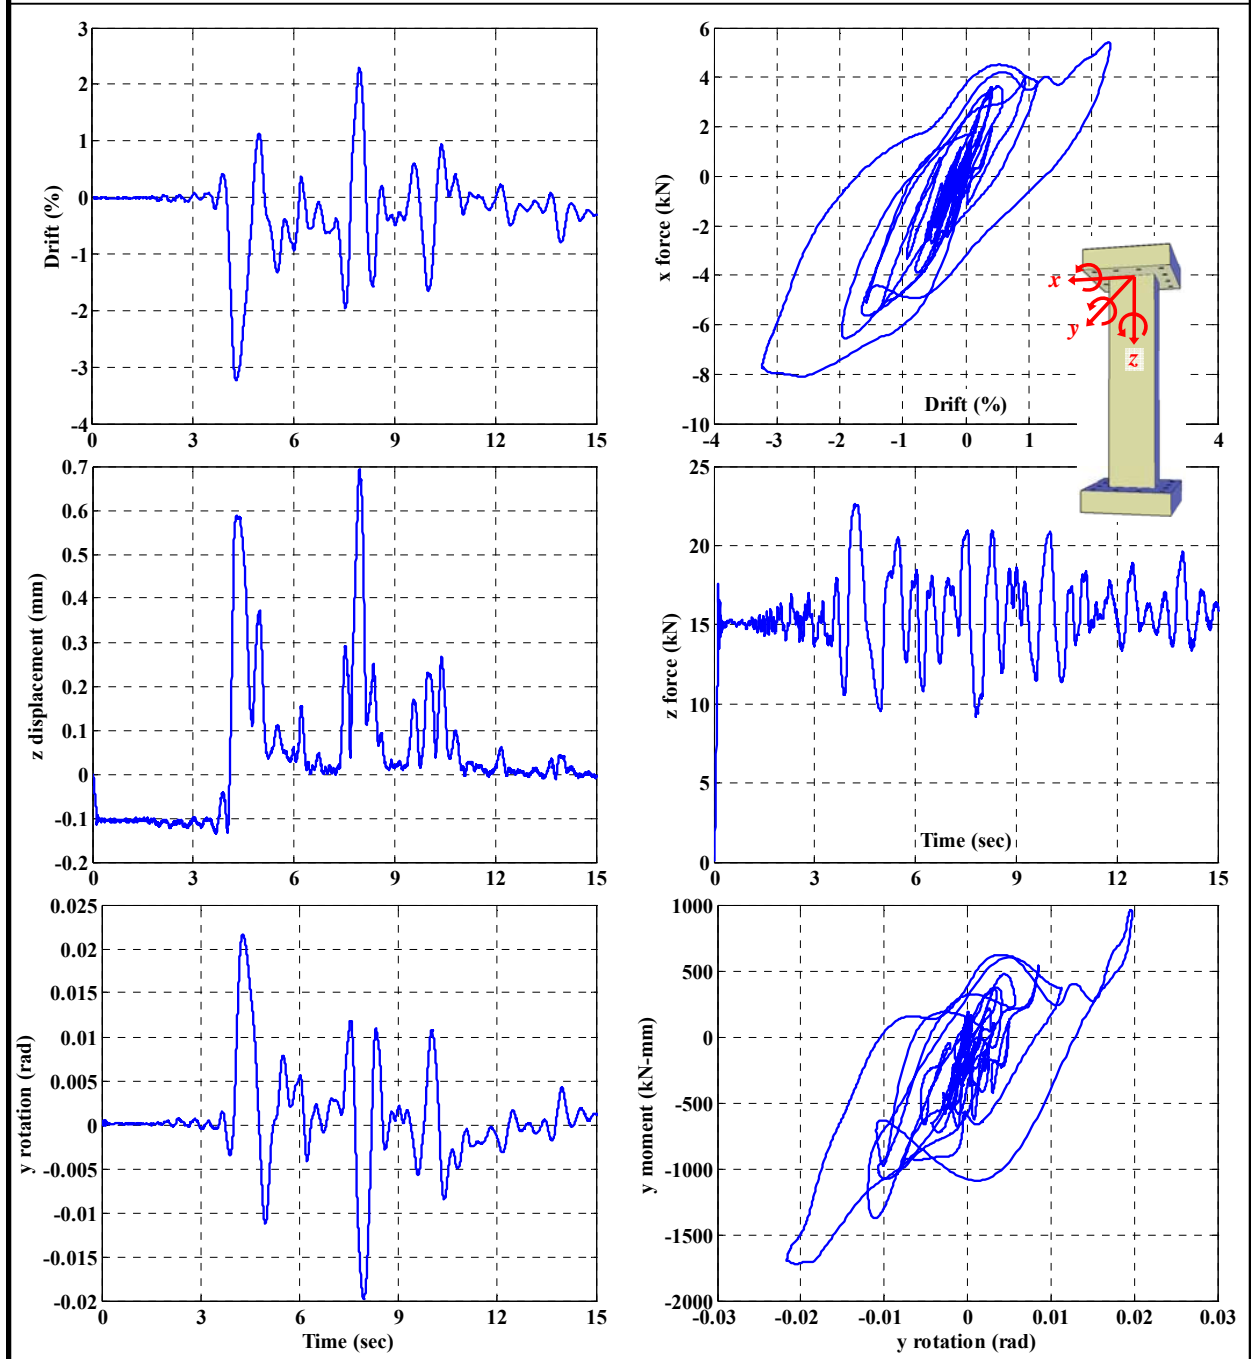 3
2
1
0
-1
-2
-3
-4
Drift (%)
0 3 6 9 12 15
6
4
2
0
-2
-4
-6
-8
-10
x force (kN)
Drift (%)
-4 -3 -2 -1 0 1 4
x
y
z
0.7
0.6
0.5
0.4
0.3
0.2
0.1
0
-0.1
-0.2
z displacement (mm)
0 3 6 9 12 15
25
20
15
10
5
0
z force (kN)
Time (sec)
0 3 6 9 12 15
0.025
0.02
0.015
0.01
0.005
0
-0.005
-0.01
-0.015
-0.02
y rotation (rad)
0 3 6 9 12 15
Time (sec)
1000
500
0
-500
-1000
-1500
-2000
y moment (kN-mm)
-0.03 -0.02 -0.01 0 0.01 0.02 0.03
y rotation (rad)